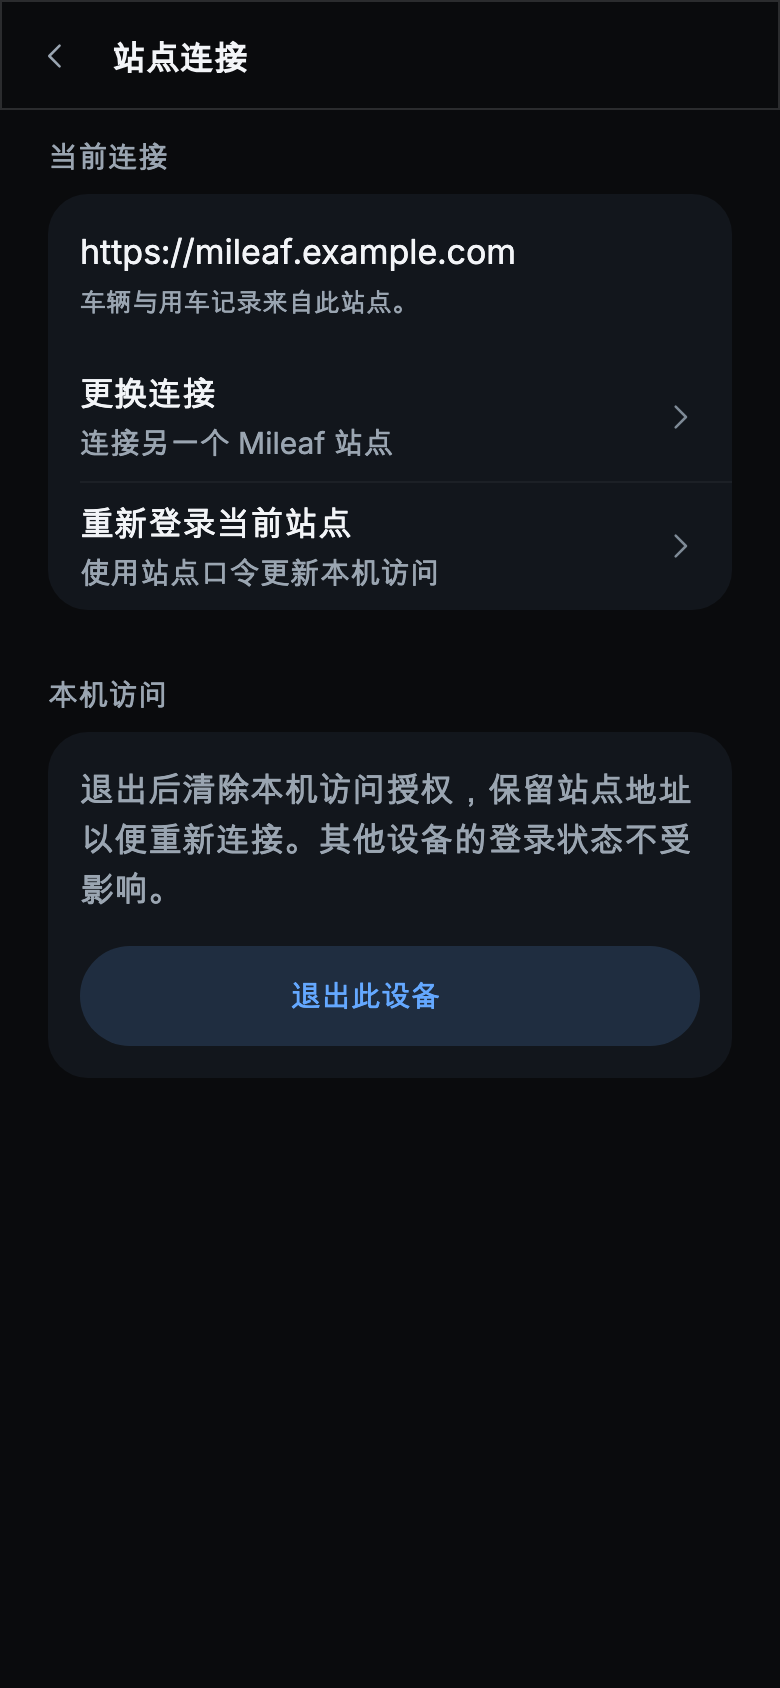 站点连接
当前连接
https://mileaf.example.com
车辆与用车记录来自此站点。
更换连接
连接另一个 Mileaf 站点
重新登录当前站点
使用站点口令更新本机访问
本机访问
退出后清除本机访问授权，保留站点地址
以便重新连接。其他设备的登录状态不受
影响。
退出此设备